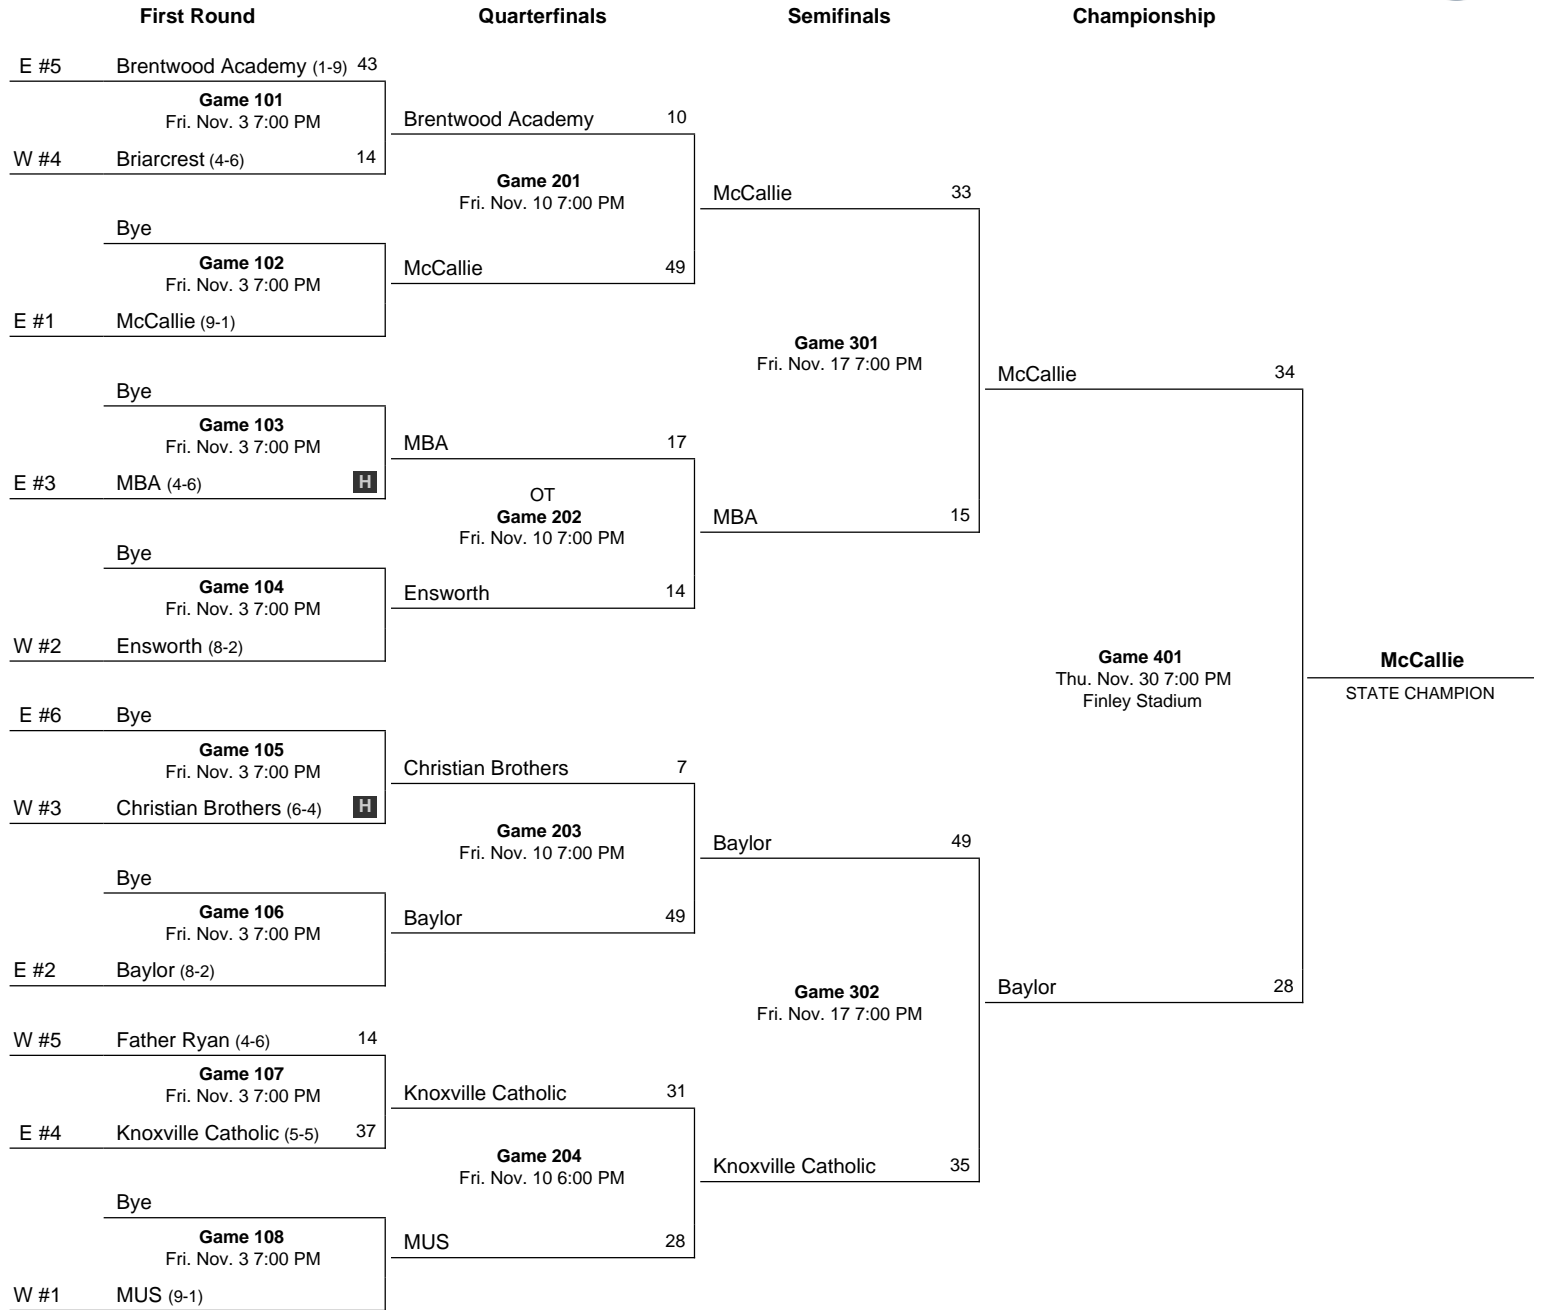 First Round Quarterfinals Semifinals Championship
E #5 Brentwood Academy (1-9) 43
Game 101
Fri. Nov. 3 7:00 PM
W #4 Briarcrest (4-6) 14
Bye
Game 102
Fri. Nov. 3 7:00 PM
E #1 McCallie (9-1)
Bye
Game 103
Fri. Nov. 3 7:00 PM
E #3 MBA (4-6) H
Bye
Game 104
Fri. Nov. 3 7:00 PM
W #2 Ensworth (8-2)
E #6 Bye
Game 105
Fri. Nov. 3 7:00 PM
W #3 Christian Brothers (6-4) H
Bye
Game 106
Fri. Nov. 3 7:00 PM
E #2 Baylor (8-2)
W #5 Father Ryan (4-6) 14
Game 107
Fri. Nov. 3 7:00 PM
E #4 Knoxville Catholic (5-5) 37
Bye
Game 108
Fri. Nov. 3 7:00 PM
W #1 MUS (9-1)
Brentwood Academy 10
Game 201
Fri. Nov. 10 7:00 PM
McCallie 49
MBA 17
OT
Game 202
Fri. Nov. 10 7:00 PM
Ensworth 14
Christian Brothers 7
Game 203
Fri. Nov. 10 7:00 PM
Baylor 49
Knoxville Catholic 31
Game 204
Fri. Nov. 10 6:00 PM
MUS 28
McCallie 33
Game 301
Fri. Nov. 17 7:00 PM
MBA 15
Baylor 49
Game 302
Fri. Nov. 17 7:00 PM
Knoxville Catholic 35
McCallie 34
Game 401
Thu. Nov. 30 7:00 PM
Finley Stadium
Baylor 28
McCallie
STATE CHAMPION